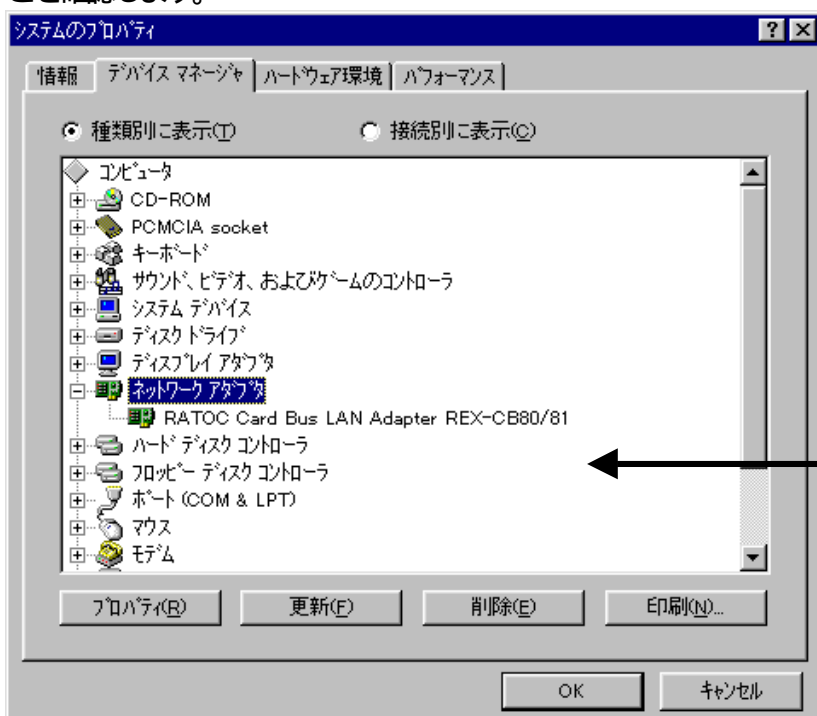 ことを確認します。
システムのプロパティ
情報 デバイス マネージャ ハードウェア環境 パフォーマンス
種類別に表示(T) 接続別に表示(C)
コンピュータ
CD-ROM
PCMCIA socket
キーボード
サウンド、ビデオ、およびゲームのコントローラ
システム デバイス
ディスク ドライブ
ディスプレイ アダプタ
ネットワーク アダプタ
RATOC Card Bus LAN Adapter REX-CB80/81
ハード ディスク コントローラ
フロッピー ディスク コントローラ
ポート (COM & LPT)
マウス
モデム
プロパティ(R) 更新(F) 削除(E) 印刷(N)...
OK キャンセル